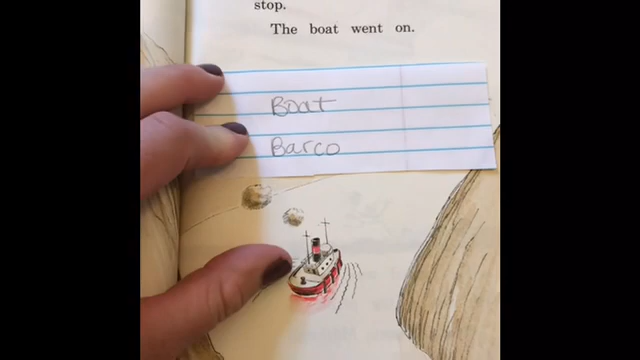 stop.
The boat went on.
Boat
Barco